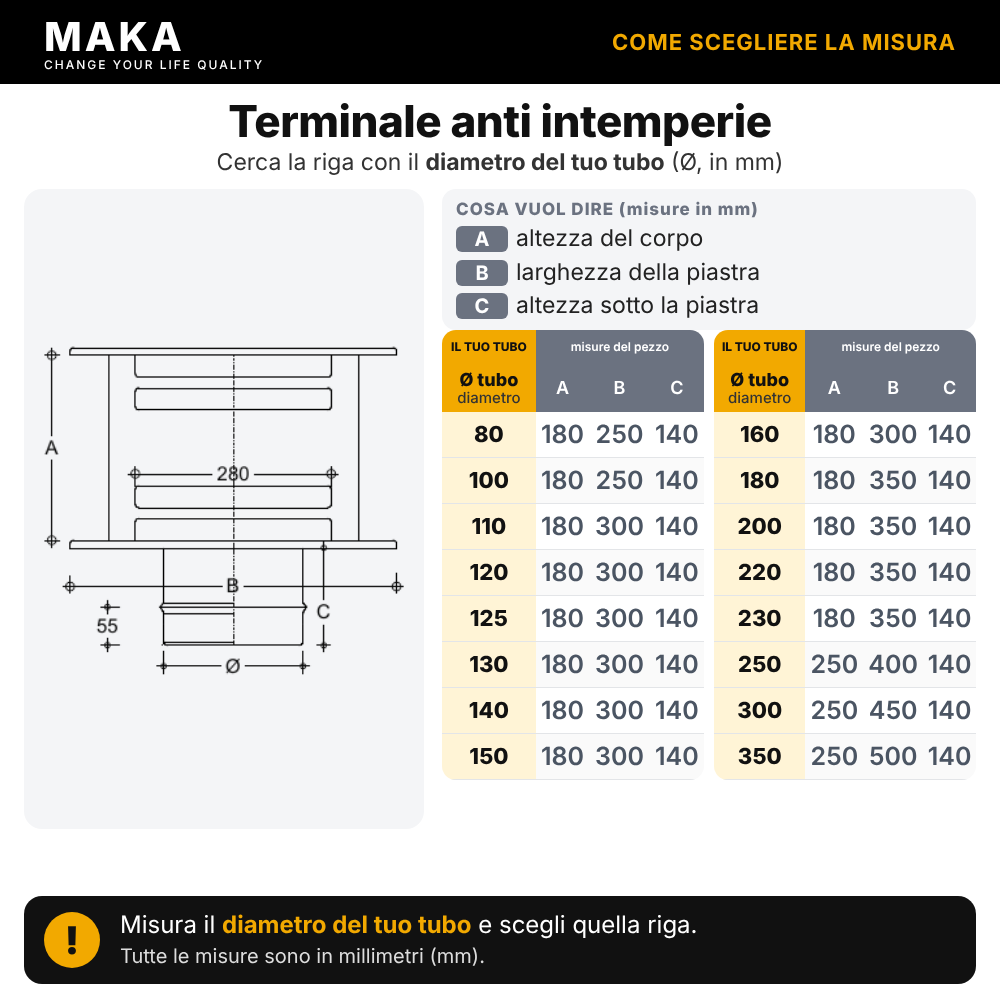 MAKA
CHANGE YOUR LIFE QUALITY
COME SCEGLIERE LA MISURA
Terminale anti intemperie
Cerca la riga con il diametro del tuo tubo (Ø, in mm)
A
280
B
C
55
Ø
COSA VUOL DIRE (misure in mm)
A altezza del corpo
B larghezza della piastra
C altezza sotto la piastra
IL TUO TUBO misure del pezzo
Ø tubo A B C
diametro
80 180 250 140
100 180 250 140
110 180 300 140
120 180 300 140
125 180 300 140
130 180 300 140
140 180 300 140
150 180 300 140
IL TUO TUBO misure del pezzo
Ø tubo A B C
diametro
160 180 300 140
180 180 350 140
200 180 350 140
220 180 350 140
230 180 350 140
250 250 400 140
300 250 450 140
350 250 500 140
! Misura il diametro del tuo tubo e scegli quella riga.
Tutte le misure sono in millimetri (mm).